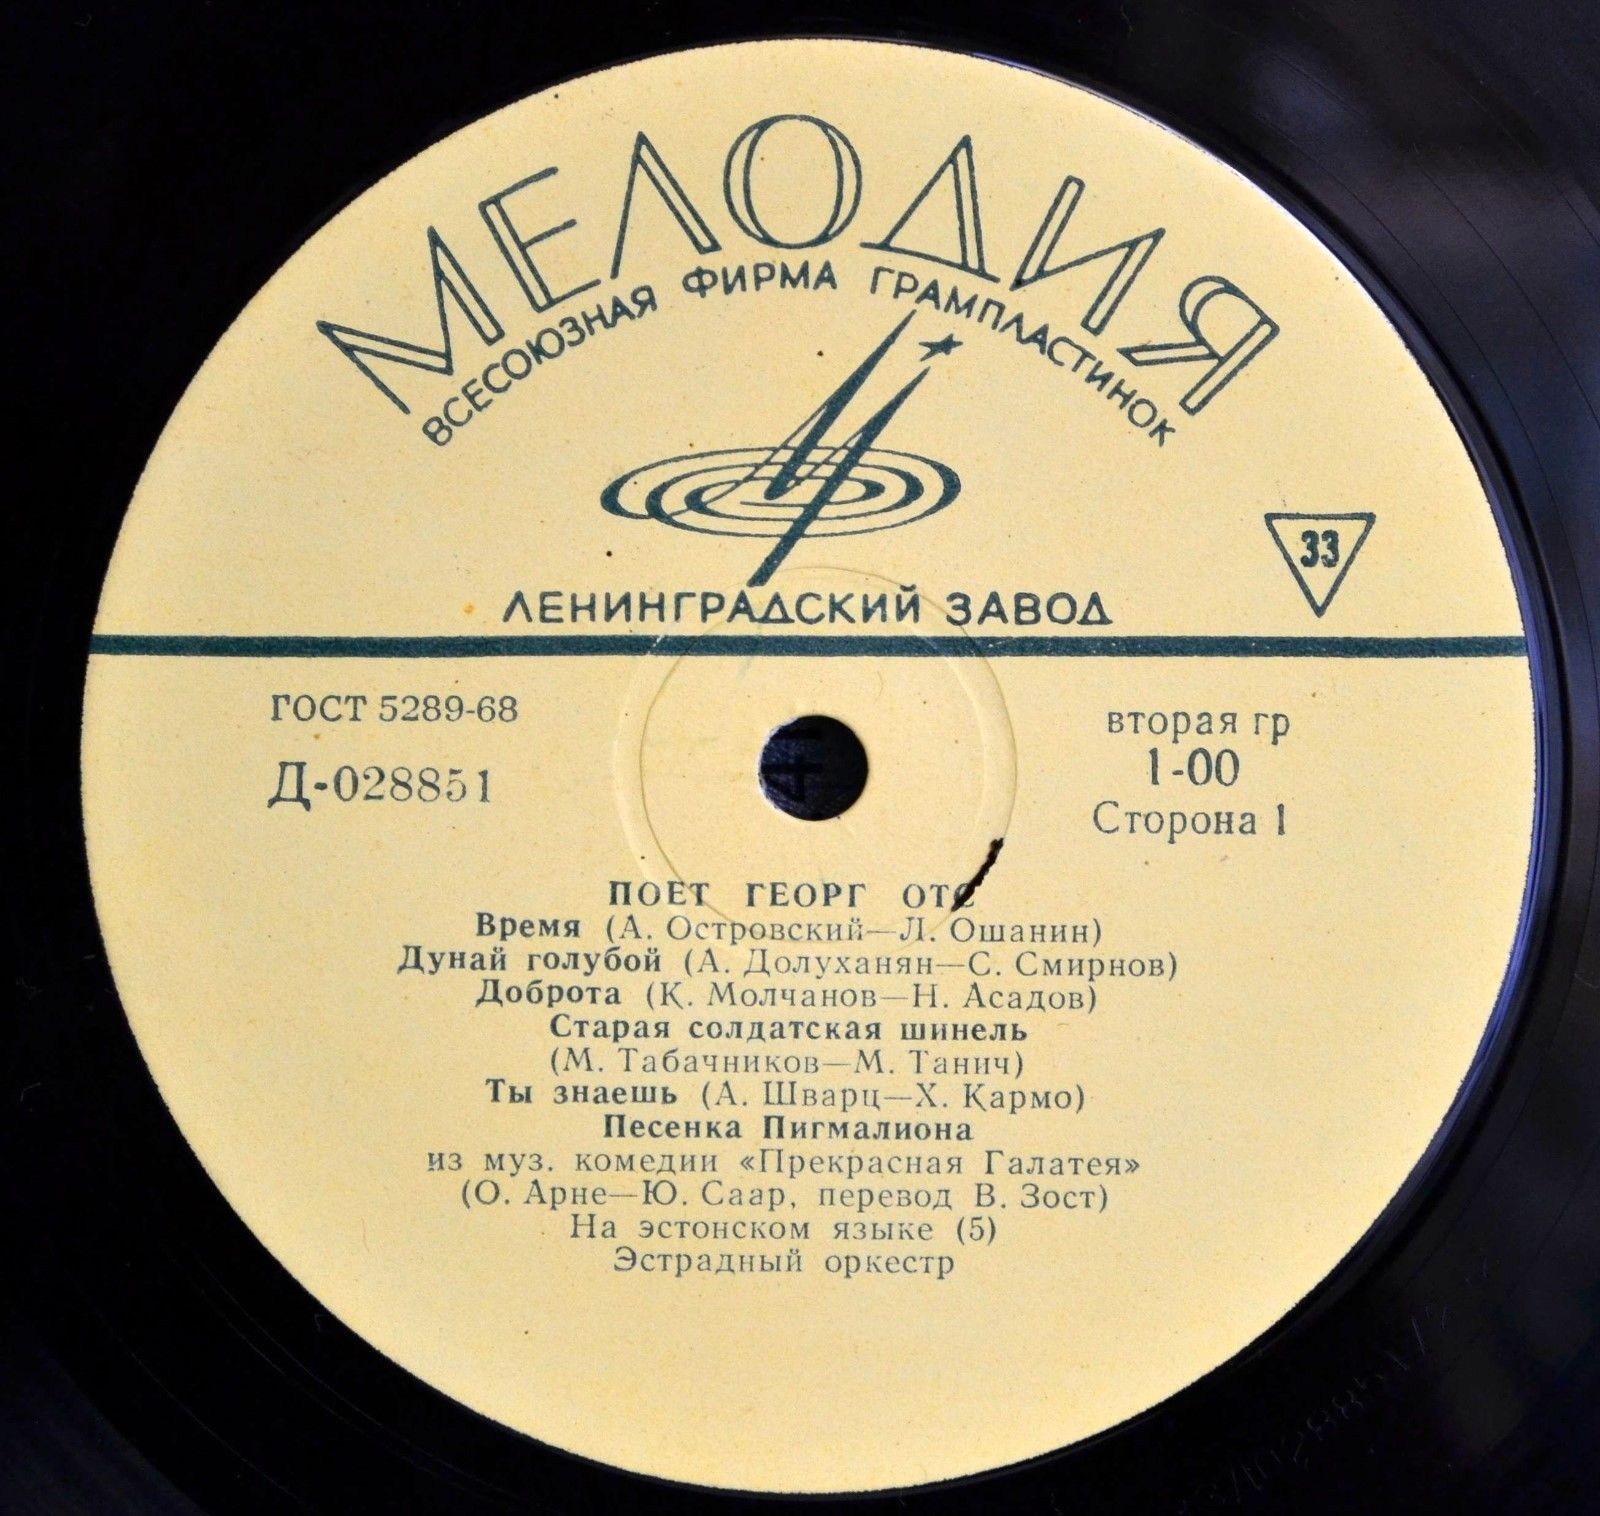 МЕЛОДИЯ
ВСЕСОЮЗНАЯ ФИРМА ГРАМПЛАСТИНОК
33
ЛЕНИНГРАДСКИЙ ЗАВОД
ГОСТ 5289-68
Д-028851
вторая гр
1-00
Сторона 1
ПОЕТ ГЕОРГ ОТС
Время (А. Островский—Л. Ошанин)
Дунай голубой (А. Долуханян—С. Смирнов)
Доброта (К. Молчанов—Н. Асадов)
Старая солдатская шинель
(М. Табачников—М. Танич)
Ты знаешь (А. Шварц—Х. Кармо)
Песенка Пигмалиона
из муз. комедии «Прекрасная Галатея»
(О. Арне—Ю. Саар, перевод В. Зост)
На эстонском языке (5)
Эстрадный оркестр